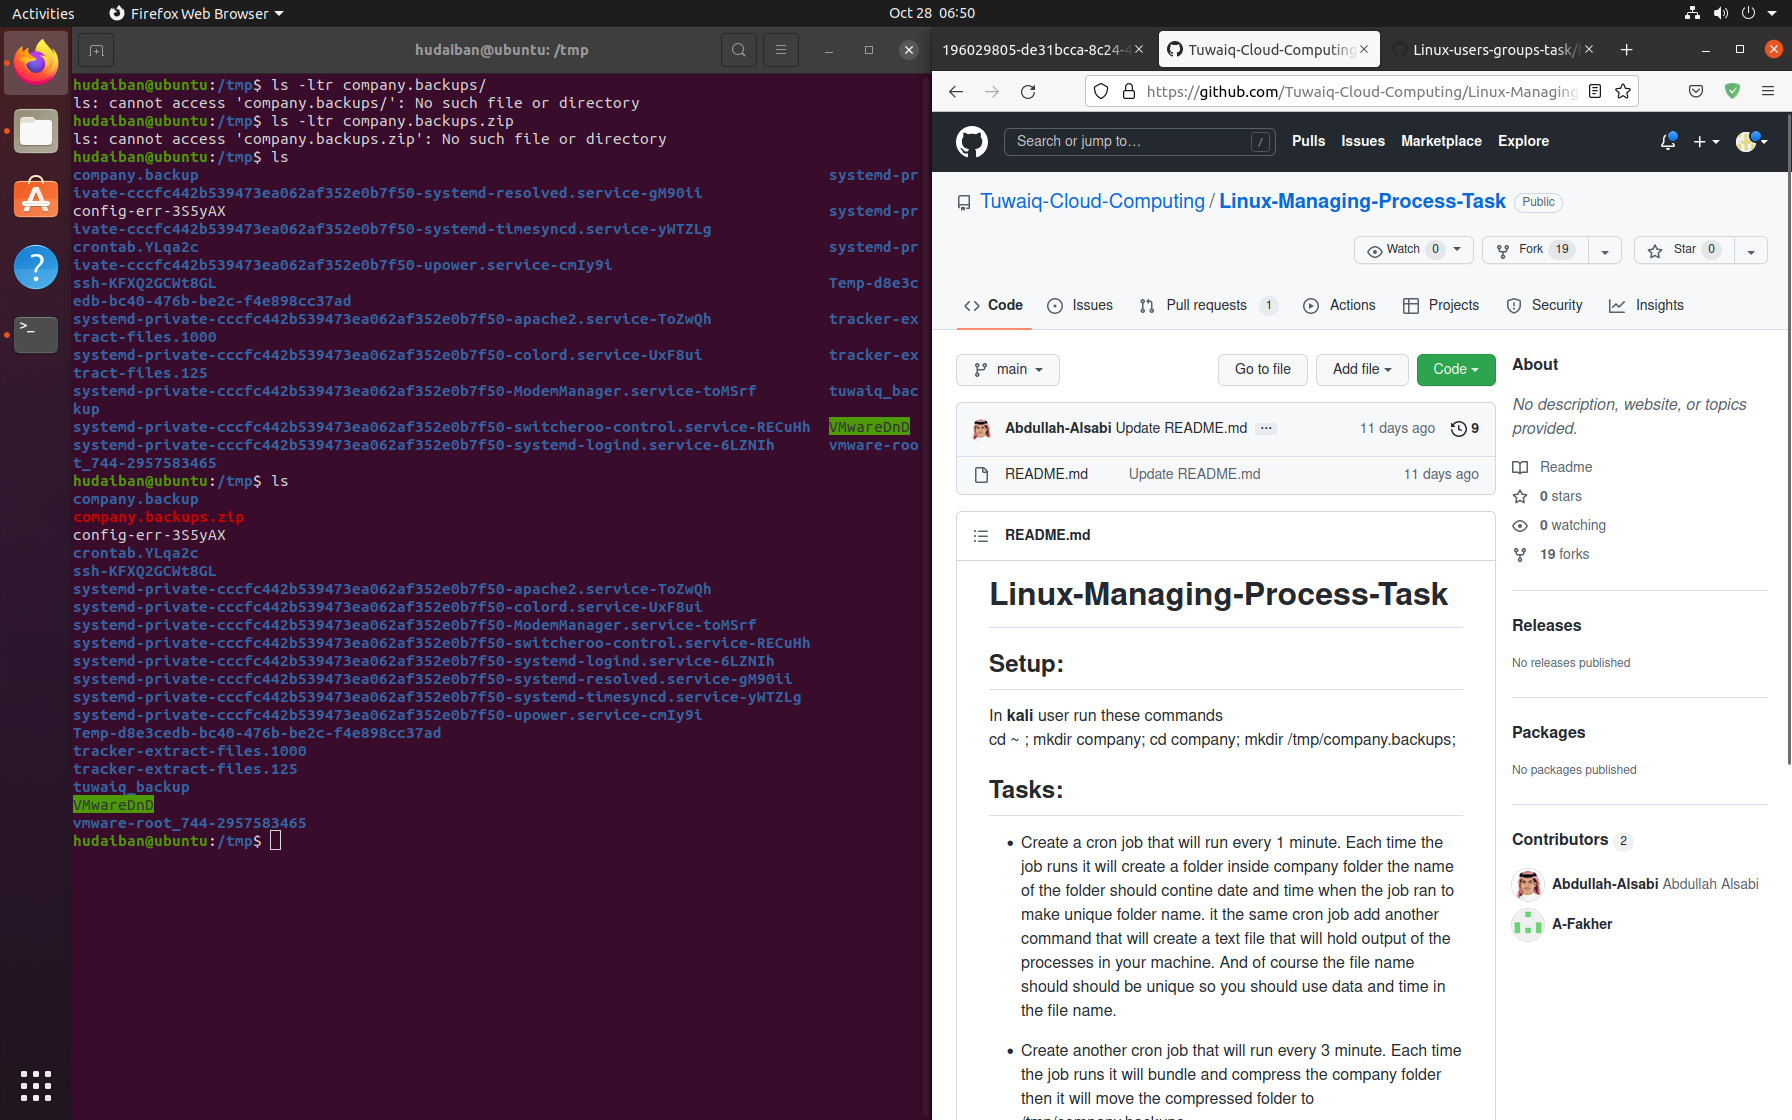 Activities
Firefox Web Browser
Oct 28 06:50
hudaiban@ubuntu: /tmp
hudaiban@ubuntu:/tmp$ ls -ltr company.backups/
ls: cannot access 'company.backups/': No such file or directory
hudaiban@ubuntu:/tmp$ ls -ltr company.backups.zip
ls: cannot access 'company.backups.zip': No such file or directory
hudaiban@ubuntu:/tmp$ ls
company.backup systemd-pr
ivate-cccfc442b539473ea062af352e0b7f50-systemd-resolved.service-gM90ii
config-err-3S5yAX systemd-pr
ivate-cccfc442b539473ea062af352e0b7f50-systemd-timesyncd.service-yWTZLg
crontab.YLqa2c systemd-pr
ivate-cccfc442b539473ea062af352e0b7f50-upower.service-cmIy9i
ssh-KFXQ2GCWt8GL Temp-d8e3c
edb-bc40-476b-be2c-f4e898cc37ad
systemd-private-cccfc442b539473ea062af352e0b7f50-apache2.service-ToZwQh tracker-ex
tract-files.1000
systemd-private-cccfc442b539473ea062af352e0b7f50-colord.service-UxF8ui tracker-ex
tract-files.125
systemd-private-cccfc442b539473ea062af352e0b7f50-ModemManager.service-toMSrf tuwaiq_bac
kup
systemd-private-cccfc442b539473ea062af352e0b7f50-switcheroo-control.service-RECuHh VMwareDnD
systemd-private-cccfc442b539473ea062af352e0b7f50-systemd-logind.service-6LZNIh vmware-roo
t_744-2957583465
hudaiban@ubuntu:/tmp$ ls
company.backup
company.backups.zip
config-err-3S5yAX
crontab.YLqa2c
ssh-KFXQ2GCWt8GL
systemd-private-cccfc442b539473ea062af352e0b7f50-apache2.service-ToZwQh
systemd-private-cccfc442b539473ea062af352e0b7f50-colord.service-UxF8ui
systemd-private-cccfc442b539473ea062af352e0b7f50-ModemManager.service-toMSrf
systemd-private-cccfc442b539473ea062af352e0b7f50-switcheroo-control.service-RECuHh
systemd-private-cccfc442b539473ea062af352e0b7f50-systemd-logind.service-6LZNIh
systemd-private-cccfc442b539473ea062af352e0b7f50-systemd-resolved.service-gM90ii
systemd-private-cccfc442b539473ea062af352e0b7f50-systemd-timesyncd.service-yWTZLg
systemd-private-cccfc442b539473ea062af352e0b7f50-upower.service-cmIy9i
Temp-d8e3cedb-bc40-476b-be2c-f4e898cc37ad
tracker-extract-files.1000
tracker-extract-files.125
tuwaiq_backup
VMwareDnD
vmware-root_744-2957583465
hudaiban@ubuntu:/tmp$
196029805-de31bcca-8c24-4
Tuwaiq-Cloud-Computing
Linux-users-groups-task/
https://github.com/Tuwaiq-Cloud-Computing/Linux-Managing
Search or jump to… /
Pulls Issues Marketplace Explore
Tuwaiq-Cloud-Computing / Linux-Managing-Process-Task Public
Watch 0 Fork 19 Star 0
Code Issues Pull requests 1 Actions Projects Security Insights
main Go to file Add file Code
Abdullah-Alsabi Update README.md … 11 days ago 9
README.md Update README.md 11 days ago
README.md
Linux-Managing-Process-Task
Setup:
In kali user run these commands
cd ~ ; mkdir company; cd company; mkdir /tmp/company.backups;
Tasks:
• Create a cron job that will run every 1 minute. Each time the
job runs it will create a folder inside company folder the name
of the folder should contine date and time when the job ran to
make unique folder name. it the same cron job add another
command that will create a text file that will hold output of the
processes in your machine. And of course the file name
should should be unique so you should use data and time in
the file name.
• Create another cron job that will run every 3 minute. Each time
the job runs it will bundle and compress the company folder
then it will move the compressed folder to
/tmp/company.backups
About
No description, website, or topics
provided.
Readme
0 stars
0 watching
19 forks
Releases
No releases published
Packages
No packages published
Contributors 2
Abdullah-Alsabi Abdullah Alsabi
A-Fakher